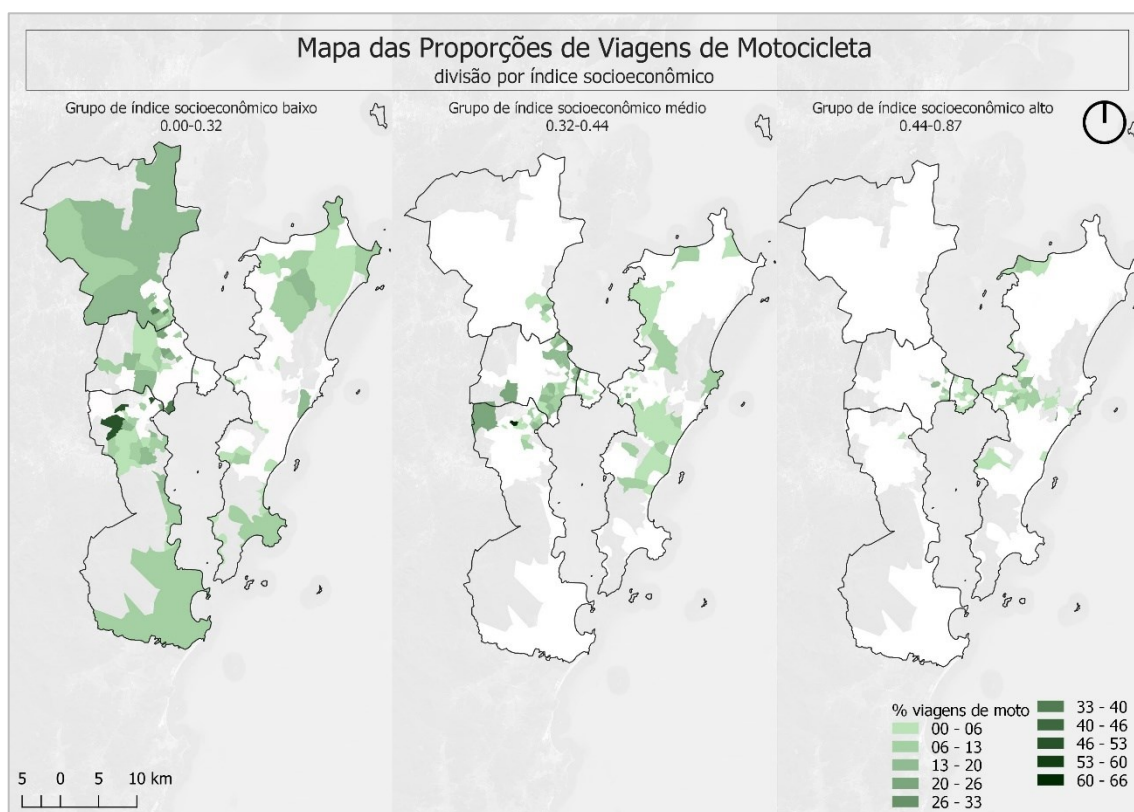 Mapa das Proporções de Viagens de Motocicleta
divisão por índice socioeconômico
Grupo de índice socioeconômico baixo
0.00-0.32
Grupo de índice socioeconômico médio
0.32-0.44
Grupo de índice socioeconômico alto
0.44-0.87
% viagens de moto
00 - 06
06 - 13
13 - 20
20 - 26
26 - 33
33 - 40
40 - 46
46 - 53
53 - 60
60 - 66
5 0 5 10 km